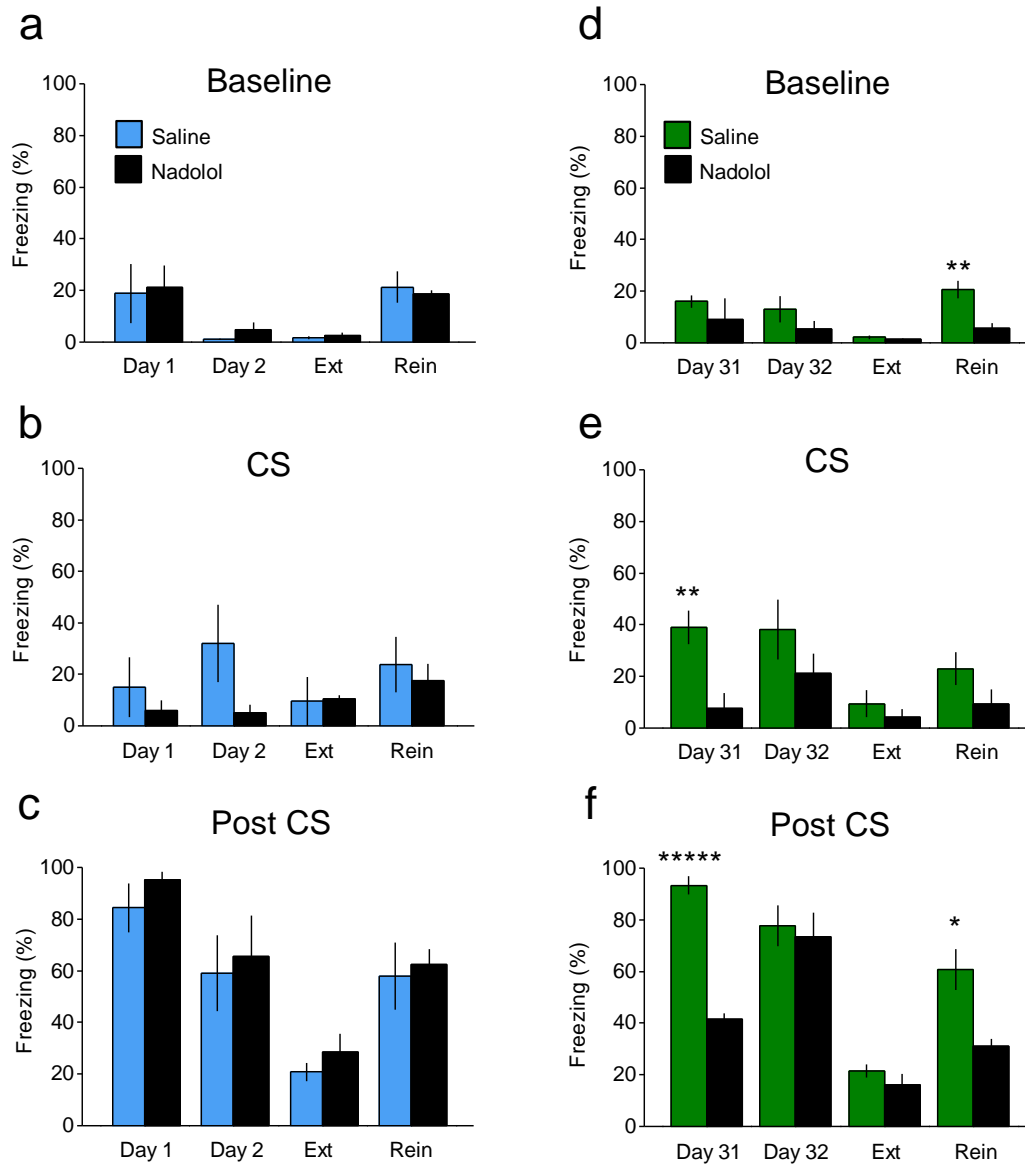 a
Baseline
100
80
60
40
20
0
Freezing (%)
Saline
Nadolol
Day 1 Day 2 Ext Rein
b
CS
100
80
60
40
20
0
Freezing (%)
Day 1 Day 2 Ext Rein
c
Post CS
100
80
60
40
20
0
Freezing (%)
Day 1 Day 2 Ext Rein
d
Baseline
100
80
60
40
20
0
Freezing (%)
Saline
Nadolol
**
Day 31 Day 32 Ext Rein
e
CS
100
80
60
40
20
0
Freezing (%)
**
Day 31 Day 32 Ext Rein
f
Post CS
100
80
60
40
20
0
Freezing (%)
*****
*
Day 31 Day 32 Ext Rein